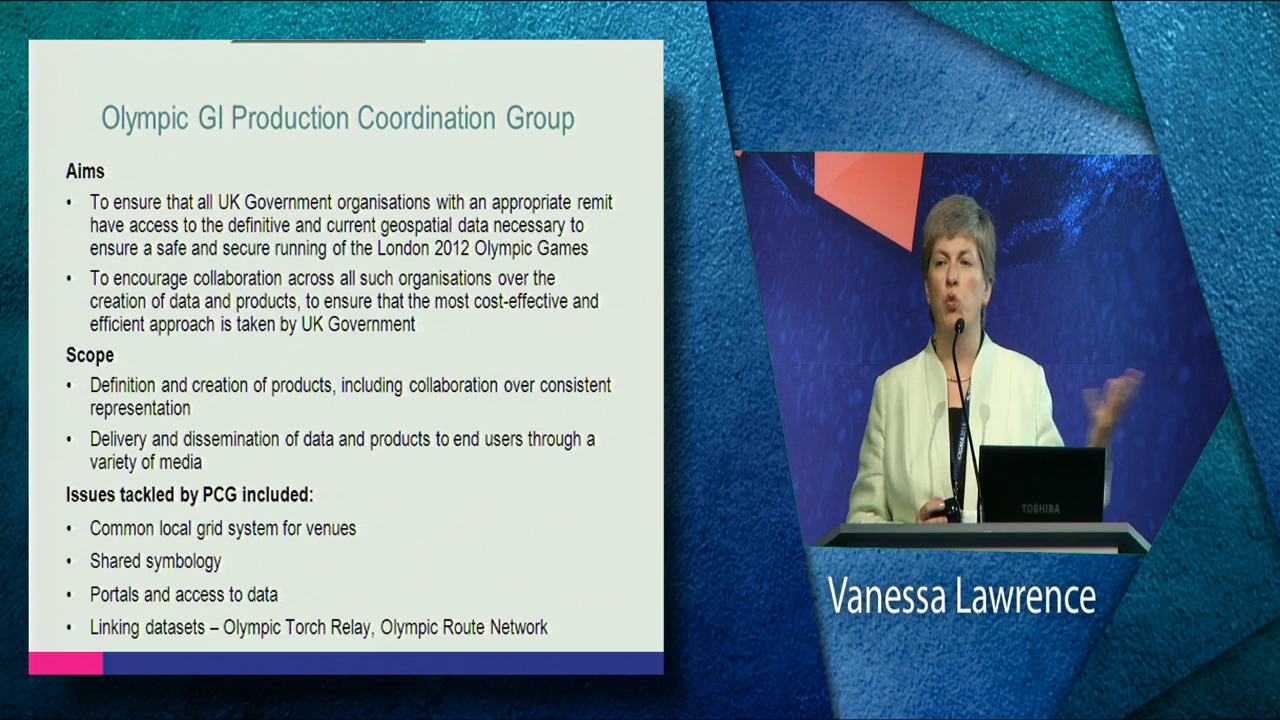 Olympic GI Production Coordination Group
Aims
• To ensure that all UK Government organisations with an appropriate remit
have access to the definitive and current geospatial data necessary to
ensure a safe and secure running of the London 2012 Olympic Games
• To encourage collaboration across all such organisations over the
creation of data and products, to ensure that the most cost-effective and
efficient approach is taken by UK Government
Scope
• Definition and creation of products, including collaboration over consistent
representation
• Delivery and dissemination of data and products to end users through a
variety of media
Issues tackled by PCG included:
• Common local grid system for venues
• Shared symbology
• Portals and access to data
• Linking datasets – Olympic Torch Relay, Olympic Route Network
TOSHIBA
Vanessa Lawrence